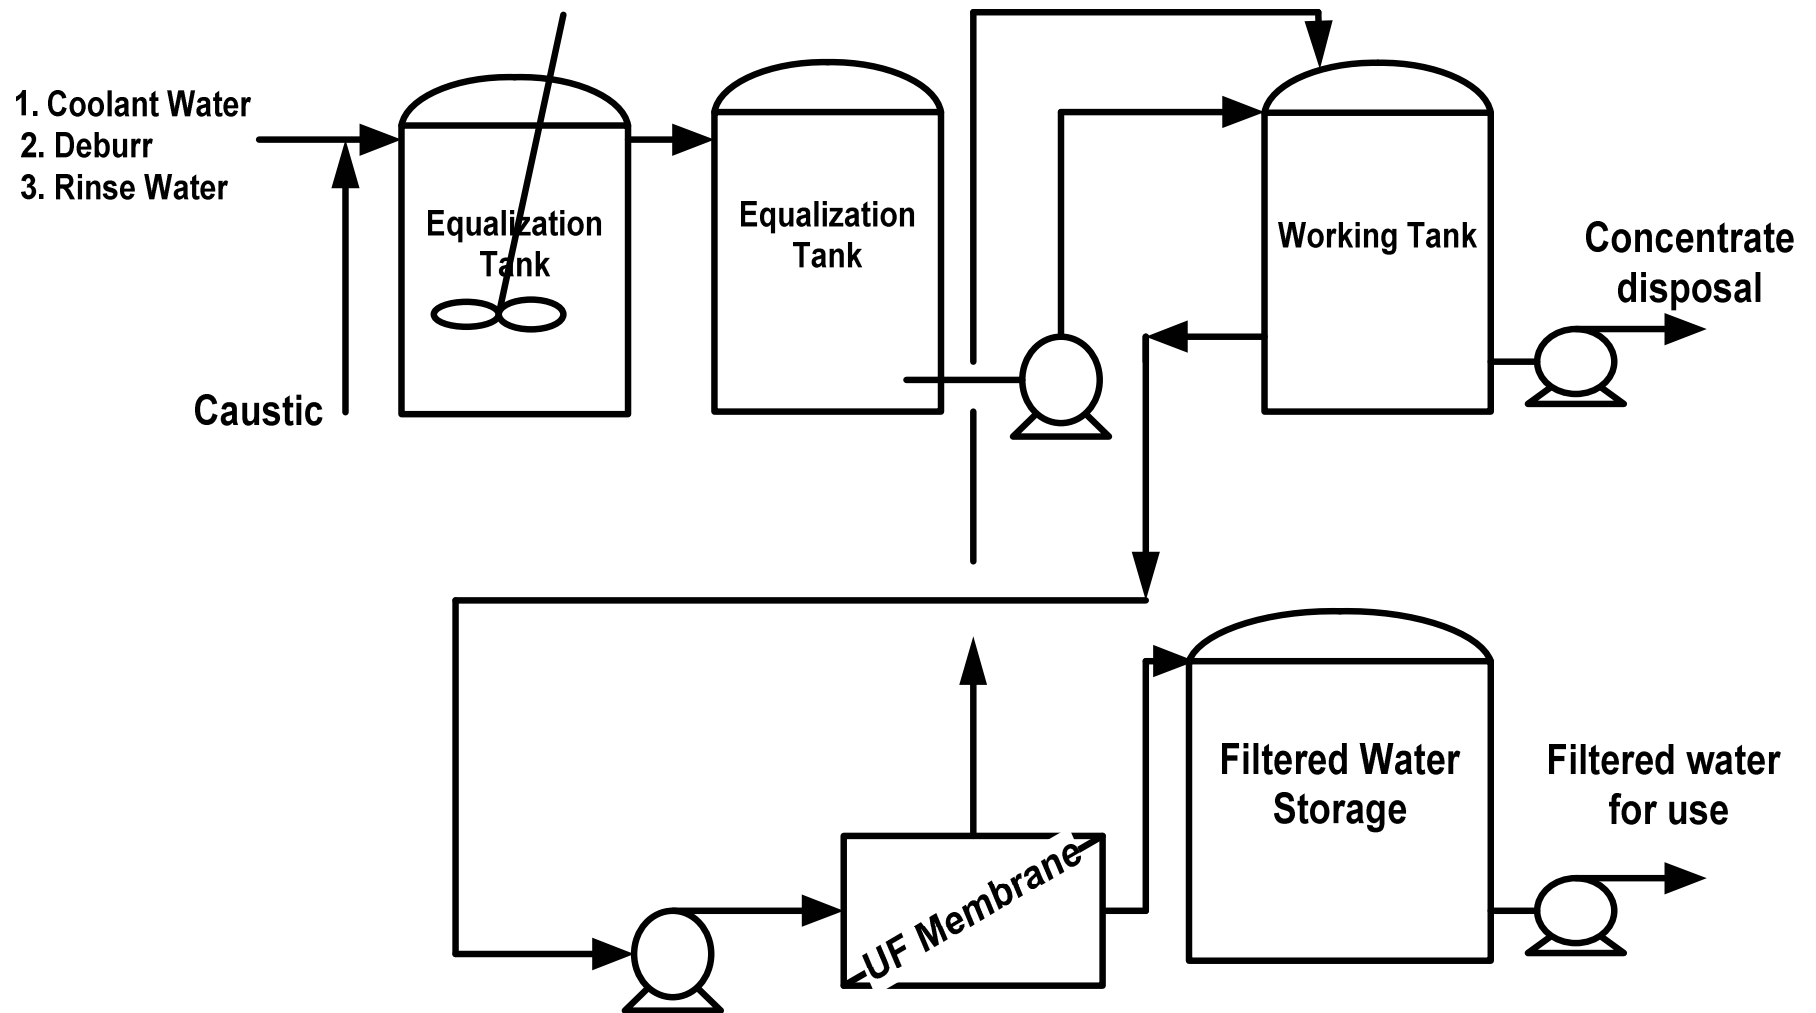 1. Coolant Water
2. Deburr
3. Rinse Water
Caustic
Equalization
Tank
Equalization
Tank
Working Tank
Concentrate
disposal
UF Membrane
Filtered Water
Storage
Filtered water
for use